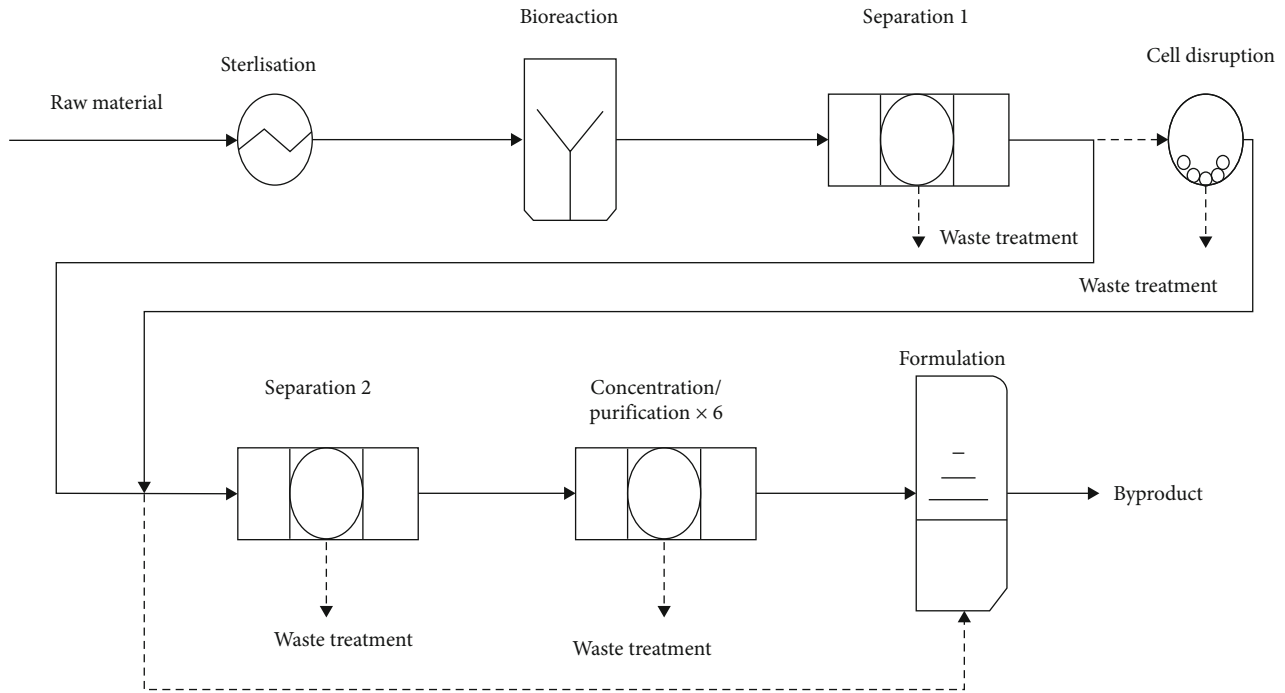 Bioreaction
Separation 1
Sterlisation
Cell disruption
Raw material
Waste treatment
Waste treatment
Formulation
Separation 2
Concentration/
purification × 6
Byproduct
Waste treatment
Waste treatment